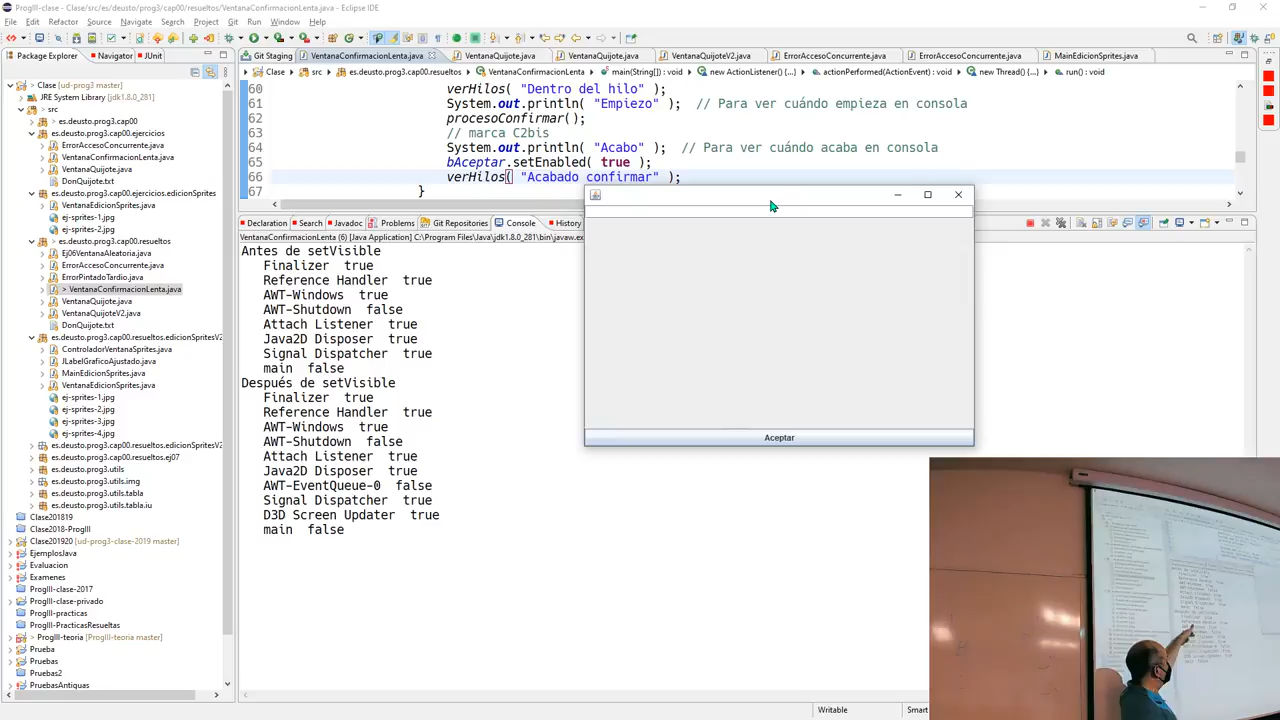 ProgIII-clase - Clase/src/es/deusto/prog3/cap00/resueltos/VentanaConfirmacionLenta.java - Eclipse IDE
File Edit Refactor Source Navigate Search Project Git Run Window Help
Package Explorer Navigator JUnit
Git Staging VentanaConfirmacionLenta.java VentanaQuijote.java VentanaQuijote.java VentanaQuijoteV2.java ErrorAccesoConcurrente.java ErrorAccesoConcurrente.java MainEdicionSprites.java
Clase src es.deusto.prog3.cap00.resueltos VentanaConfirmacionLenta main(String[]) : void new ActionListener() {...} actionPerformed(ActionEvent) : void new Thread() {...} run() : void
60 verHilos( "Dentro del hilo" );
61 System.out.println( "Empiezo" ); // Para ver cuándo empieza en consola
62 procesoConfirmar();
63 // marca C2bis
64 System.out.println( "Acabo" ); // Para ver cuándo acaba en consola
65 bAceptar.setEnabled( true );
66 verHilos( "Acabado confirmar" );
67 }
Clase [ud-prog3 master]
JRE System Library [jdk1.8.0_281]
src
es.deusto.prog3.cap00
es.deusto.prog3.cap00.ejercicios
ErrorAccesoConcurrente.java
VentanaConfirmacionLenta.java
VentanaQuijote.java
DonQuijote.txt
es.deusto.prog3.cap00.ejercicios.edicionSprites
VentanaEdicionSprites.java
ej-sprites-1.jpg
ej-sprites-2.jpg
es.deusto.prog3.cap00.resueltos
Ej06VentanaAleatoria.java
ErrorAccesoConcurrente.java
ErrorPintadoTardio.java
> VentanaConfirmacionLenta.java
VentanaQuijote.java
VentanaQuijoteV2.java
DonQuijote.txt
es.deusto.prog3.cap00.resueltos.edicionSpritesV2
ControladorVentanaSprites.java
JLabelGraficoAjustado.java
MainEdicionSprites.java
VentanaEdicionSprites.java
ej-sprites-1.jpg
ej-sprites-2.jpg
ej-sprites-3.jpg
ej-sprites-4.jpg
es.deusto.prog3.cap00.resueltos.edicionSpritesV2
es.deusto.prog3.cap00.resueltos.ej07
es.deusto.prog3.utils
es.deusto.prog3.utils.img
es.deusto.prog3.utils.tabla
es.deusto.prog3.utils.tabla.iu
Clase201819
Clase2018-ProgIII
Clase201920 [ud-prog3-clase-2019 master]
EjemplosJava
Evaluacion
Examenes
ProgIII-clase-2017
ProgIII-clase-privado
ProgIII-practicas
ProgIII-PracticasResueltas
> ProgIII-teoria [ProgIII-teoria master]
Prueba
Pruebas
Pruebas2
PruebasAntiguas
Declaration Search Javadoc Problems Git Repositories Console History
VentanaConfirmacionLenta (6) [Java Application] C:\Program Files\Java\jdk1.8.0_281\bin\javaw.ex
Antes de setVisible
Finalizer true
Reference Handler true
AWT-Windows true
AWT-Shutdown false
Attach Listener true
Java2D Disposer true
Signal Dispatcher true
main false
Después de setVisible
Finalizer true
Reference Handler true
AWT-Windows true
AWT-Shutdown false
Attach Listener true
Java2D Disposer true
AWT-EventQueue-0 false
Signal Dispatcher true
D3D Screen Updater true
main false
Aceptar
Writable Smart